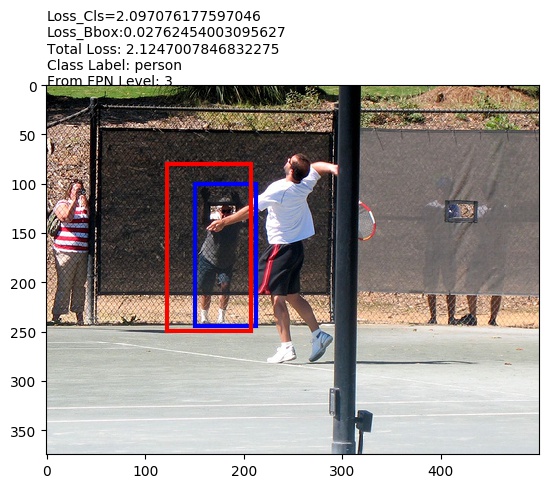 Loss_Cls=2.097076177597046
Loss_Bbox:0.02762454003095627
Total Loss: 2.1247007846832275
Class Label: person
From FPN Level: 3
0
50
100
150
200
250
300
350
0
100
200
300
400